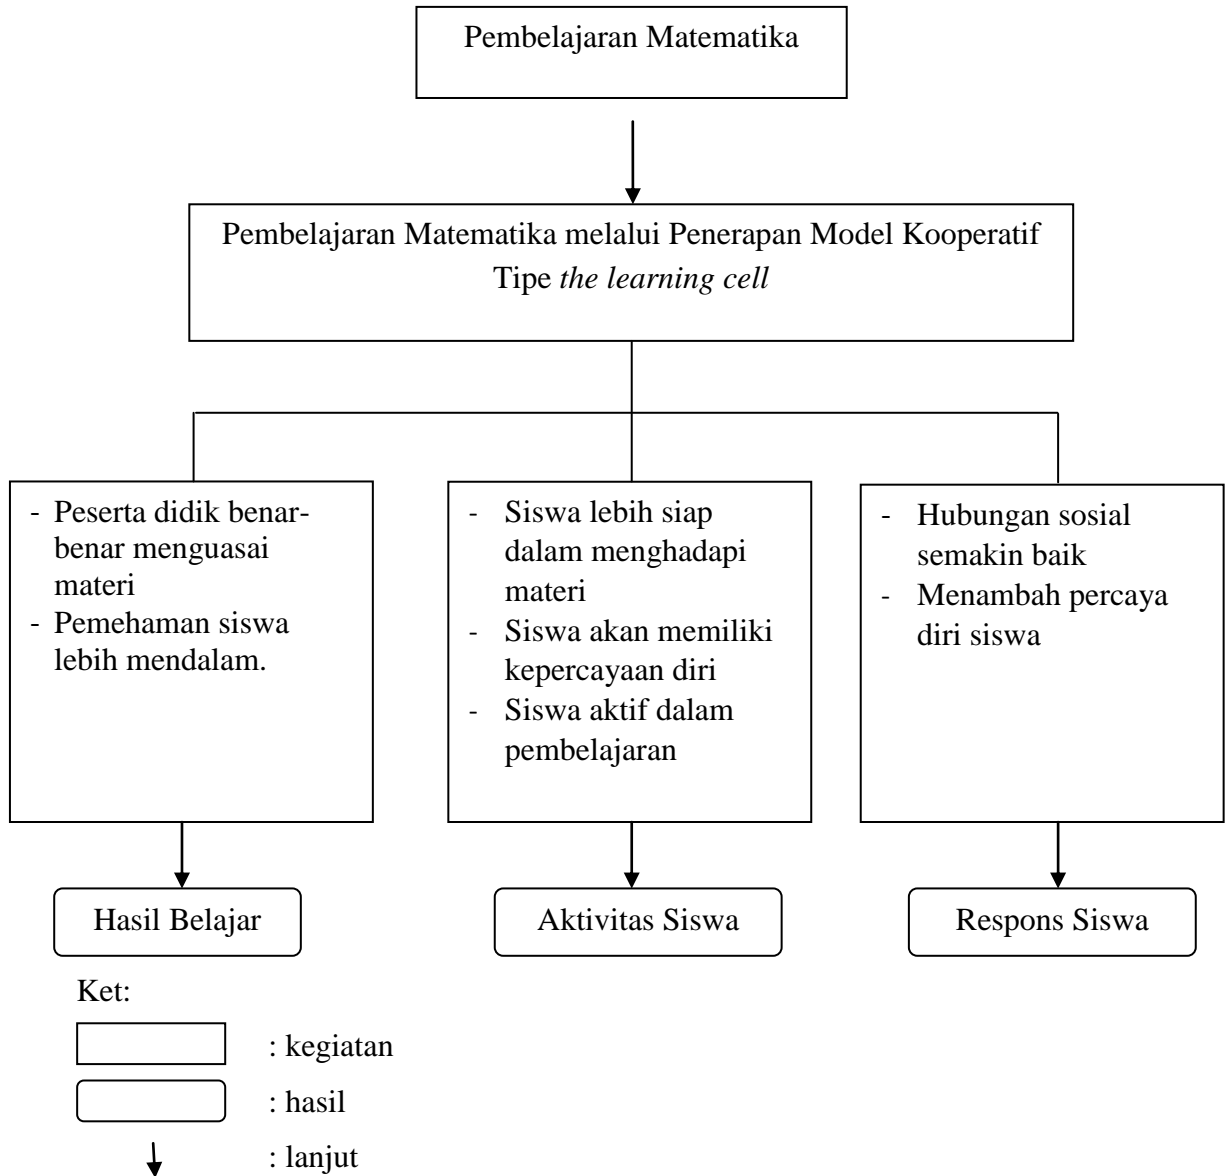 Pembelajaran Matematika
Pembelajaran Matematika melalui Penerapan Model Kooperatif
Tipe the learning cell
- Peserta didik benar-
benar menguasai
materi
- Pemehaman siswa
lebih mendalam.
- Siswa lebih siap
dalam menghadapi
materi
- Siswa akan memiliki
kepercayaan diri
- Siswa aktif dalam
pembelajaran
- Hubungan sosial
semakin baik
- Menambah percaya
diri siswa
Hasil Belajar
Aktivitas Siswa
Respons Siswa
Ket:
: kegiatan
: hasil
: lanjut